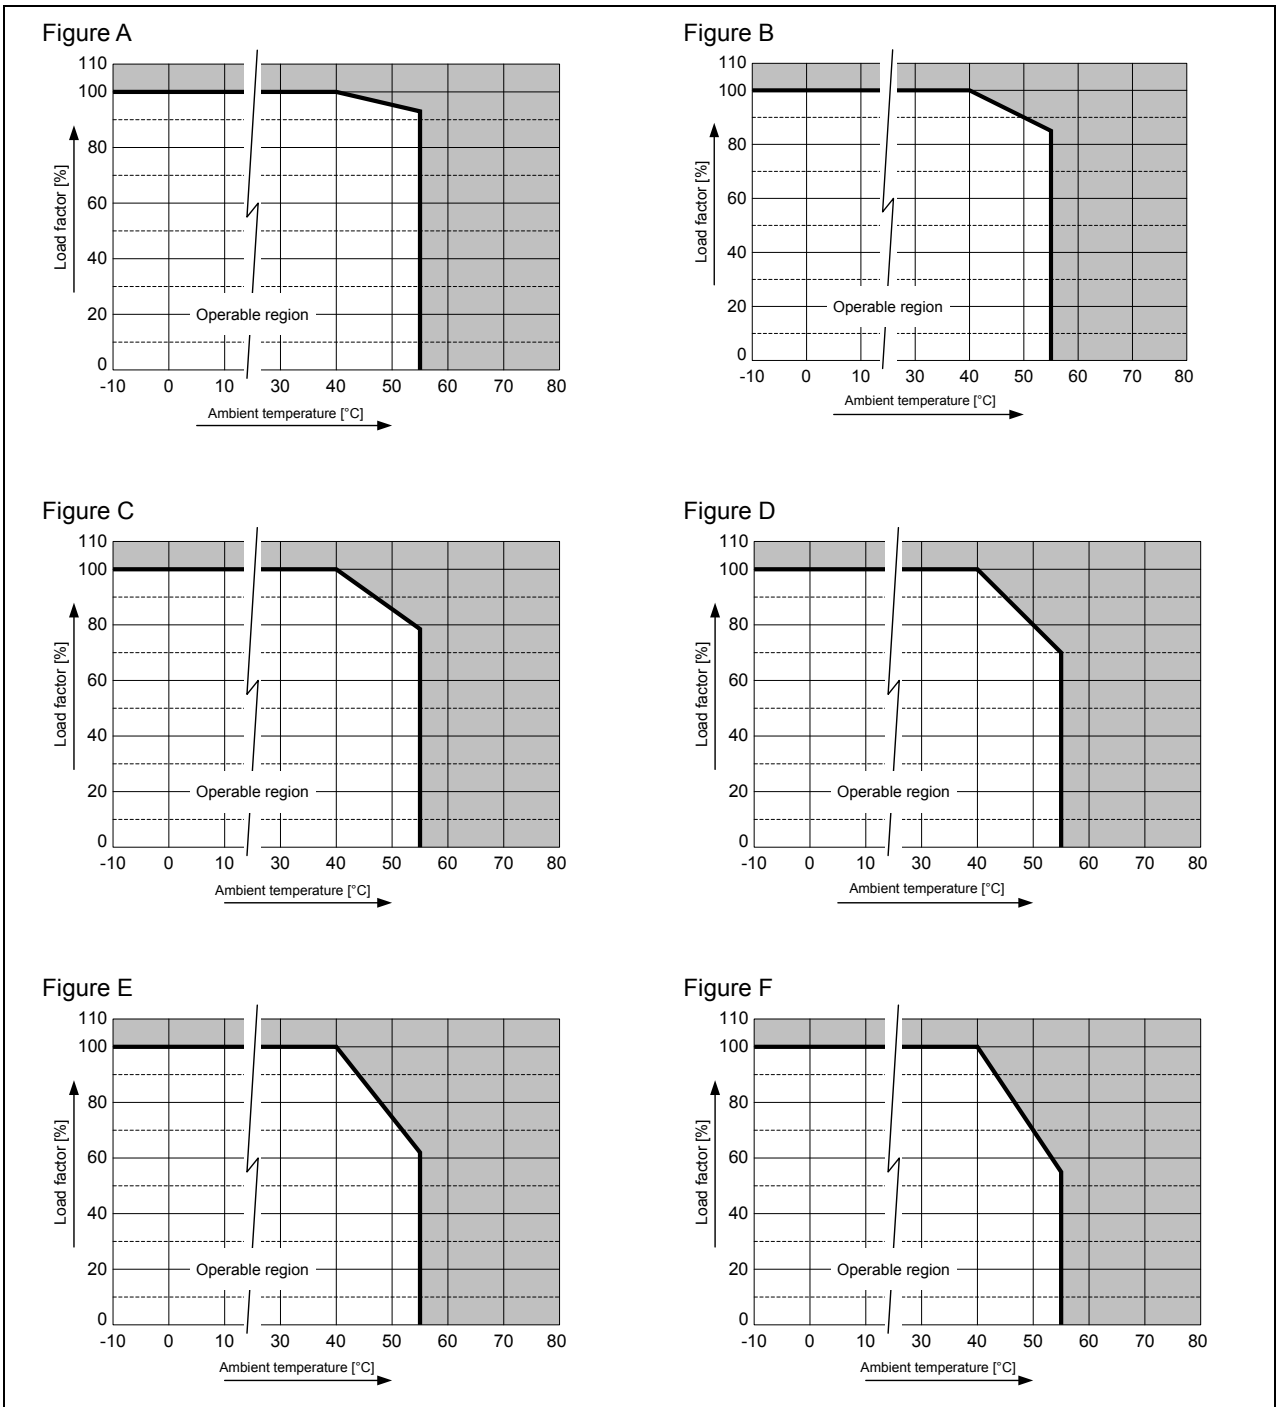 Figure A
110
100
80
60
40
20
0
Load factor [%]
Operable region
-10 0 10 30 40 50 60 70 80
Ambient temperature [°C]
Figure B
110
100
80
60
40
20
0
Load factor [%]
Operable region
-10 0 10 30 40 50 60 70 80
Ambient temperature [°C]
Figure C
110
100
80
60
40
20
0
Load factor [%]
Operable region
-10 0 10 30 40 50 60 70 80
Ambient temperature [°C]
Figure D
110
100
80
60
40
20
0
Load factor [%]
Operable region
-10 0 10 30 40 50 60 70 80
Ambient temperature [°C]
Figure E
110
100
80
60
40
20
0
Load factor [%]
Operable region
-10 0 10 30 40 50 60 70 80
Ambient temperature [°C]
Figure F
110
100
80
60
40
20
0
Load factor [%]
Operable region
-10 0 10 30 40 50 60 70 80
Ambient temperature [°C]